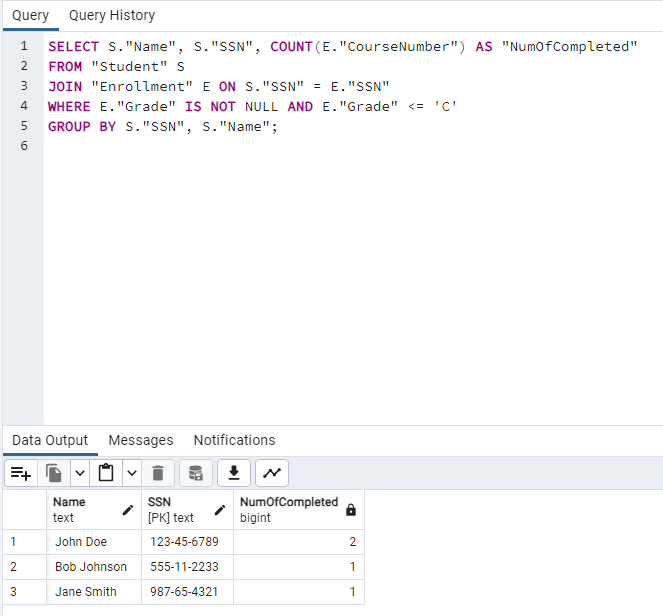 Query Query History
1 SELECT S."Name", S."SSN", COUNT(E."CourseNumber") AS "NumOfCompleted"
2 FROM "Student" S
3 JOIN "Enrollment" E ON S."SSN" = E."SSN"
4 WHERE E."Grade" IS NOT NULL AND E."Grade" <= 'C'
5 GROUP BY S."SSN", S."Name";
6
Data Output Messages Notifications
Name SSN NumOfCompleted
text [PK] text bigint
1 John Doe 123-45-6789 2
2 Bob Johnson 555-11-2233 1
3 Jane Smith 987-65-4321 1